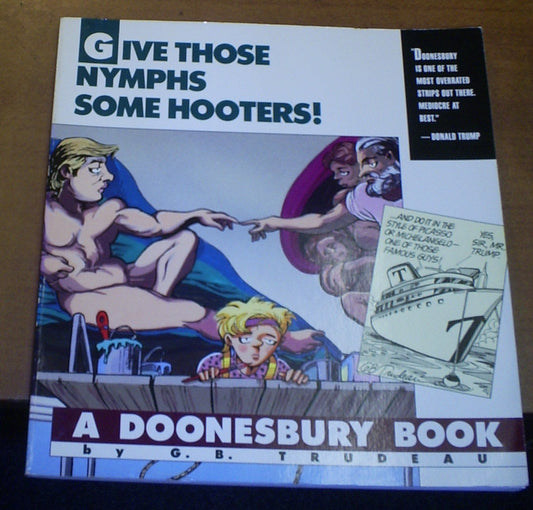 GIVE THOSE
NYMPHS
SOME HOOTERS!
"DOONESBURY
IS ONE OF THE
MOST OVERRATED
STRIPS OUT THERE.
MEDIOCRE AT
BEST."
— DONALD TRUMP
...AND DO IT IN THE
STYLE OF PICASSO
OR MICHELANGELO—
ONE OF THOSE
FAMOUS GUYS!
YES,
SIR, MR.
TRUMP.
T
T
GB Trudeau
A DOONESBURY BOOK
by G. B. TRUDEAU